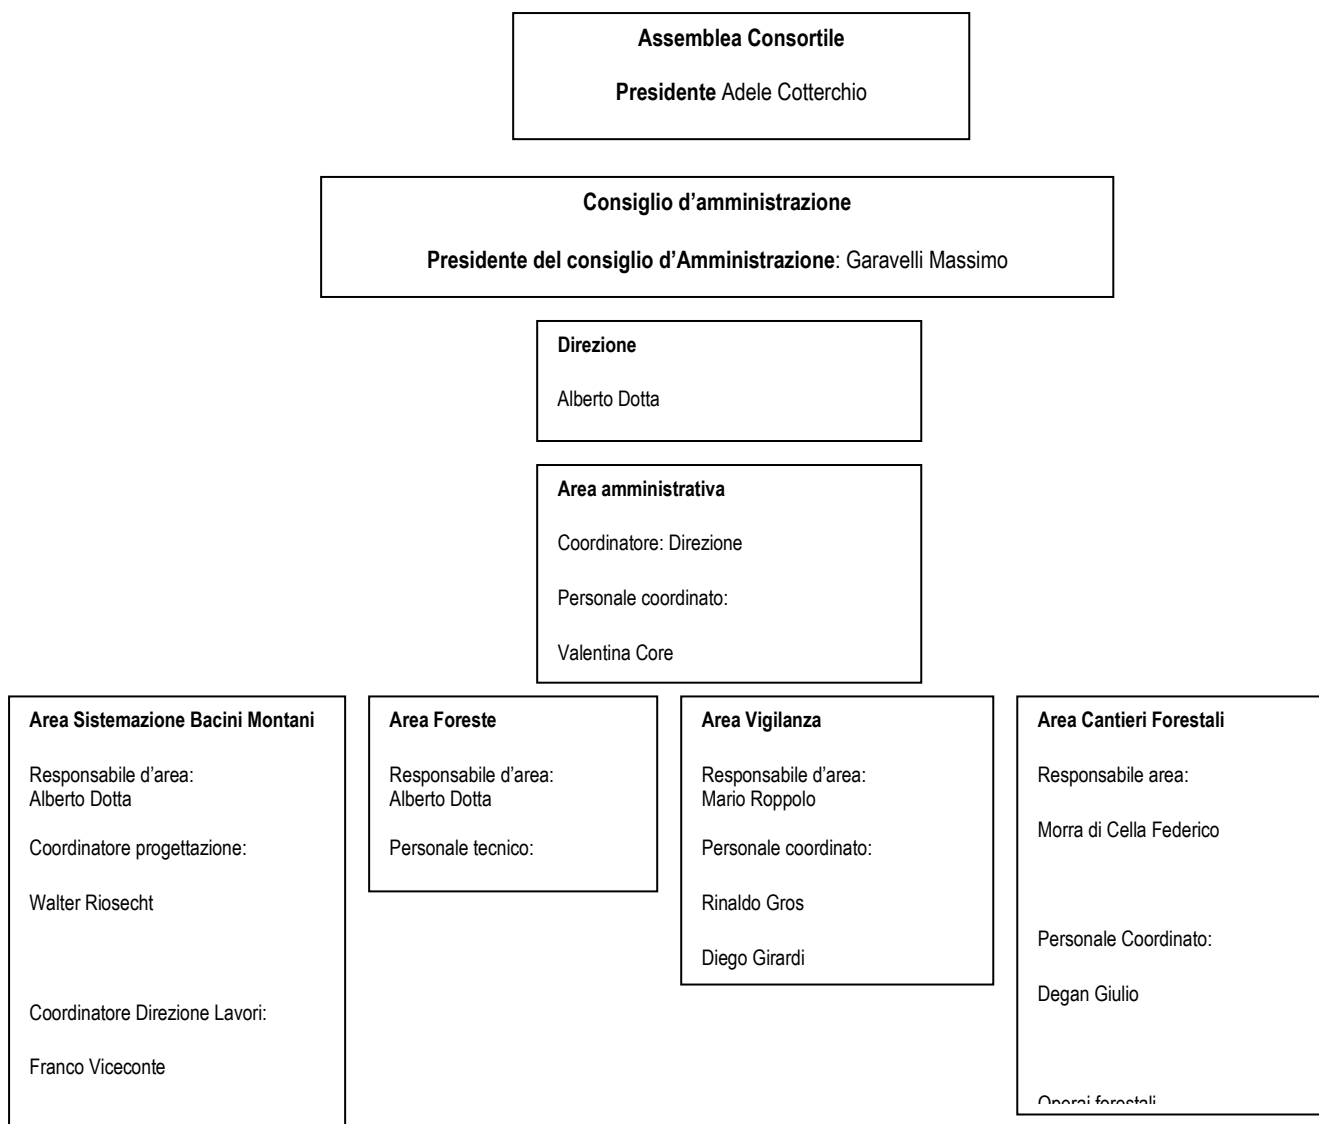 Assemblea Consortile
Presidente Adele Cotterchio
Consiglio d’amministrazione
Presidente del consiglio d’Amministrazione: Garavelli Massimo
Direzione
Alberto Dotta
Area amministrativa
Coordinatore: Direzione
Personale coordinato:
Valentina Core
Area Sistemazione Bacini Montani
Responsabile d’area:
Alberto Dotta
Coordinatore progettazione:
Walter Riosecht
Coordinatore Direzione Lavori:
Franco Viceconte
Area Foreste
Responsabile d’area:
Alberto Dotta
Personale tecnico:
Area Vigilanza
Responsabile d’area:
Mario Roppolo
Personale coordinato:
Rinaldo Gros
Diego Girardi
Area Cantieri Forestali
Responsabile area:
Morra di Cella Federico
Personale Coordinato:
Degan Giulio
Operai forestali